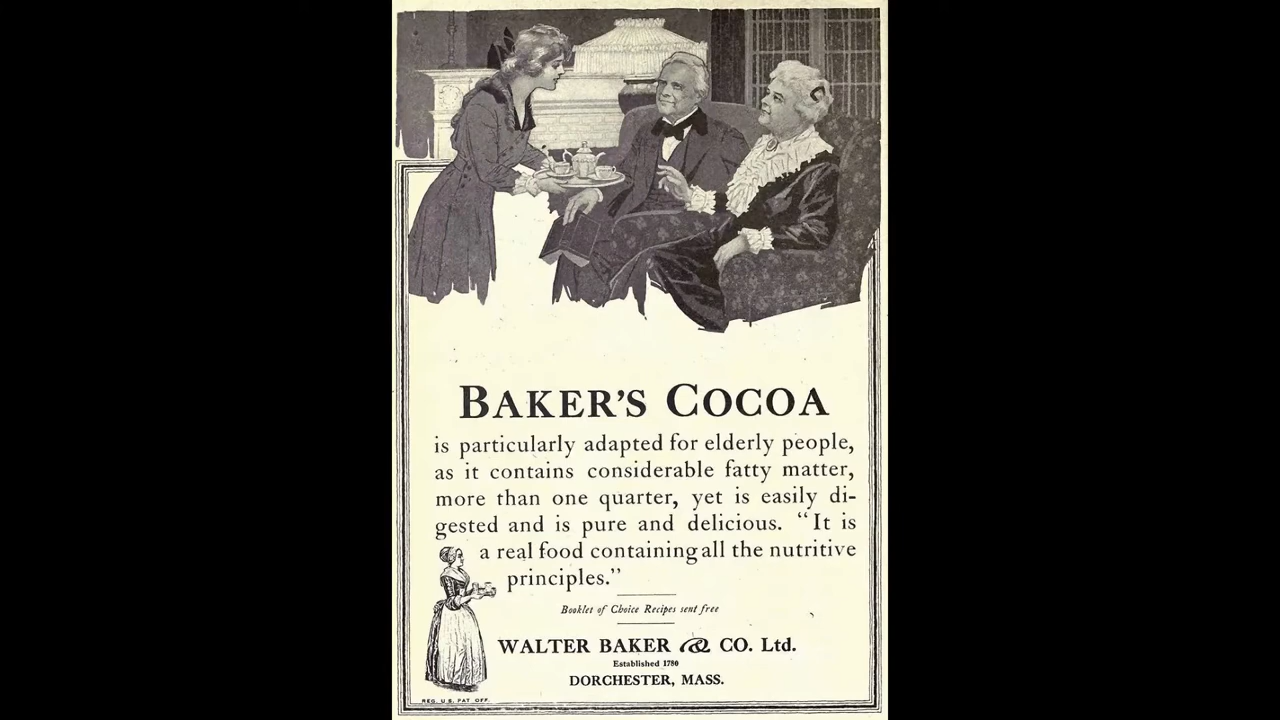 BAKER'S COCOA
is particularly adapted for elderly people,
as it contains considerable fatty matter,
more than one quarter, yet is easily di-
gested and is pure and delicious. "It is
a real food containing all the nutritive
principles."
Booklet of Choice Recipes sent free
WALTER BAKER & CO. Ltd.
Established 1780
DORCHESTER, MASS.
REG. U.S. PAT. OFF.